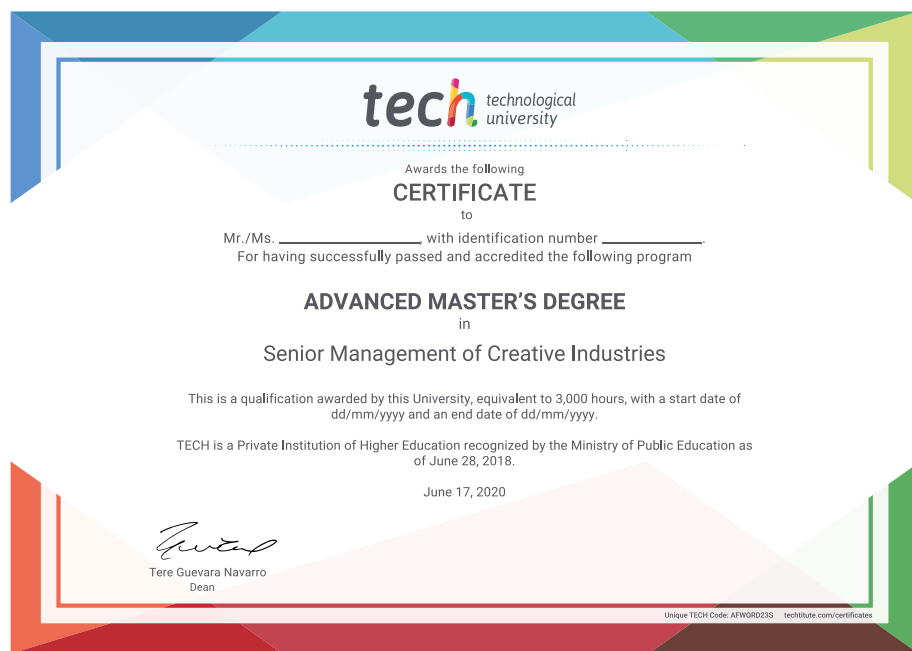 tech technological
university
Awards the following
CERTIFICATE
to
Mr./Ms. ____________________, with identification number ______________.
For having successfully passed and accredited the following program
ADVANCED MASTER’S DEGREE
in
Senior Management of Creative Industries
This is a qualification awarded by this University, equivalent to 3,000 hours, with a start date of
dd/mm/yyyy and an end date of dd/mm/yyyy.
TECH is a Private Institution of Higher Education recognized by the Ministry of Public Education as
of June 28, 2018.
June 17, 2020
Tere Guevara Navarro
Dean
Unique TECH Code: AFWORD23S techtitute.com/certificates